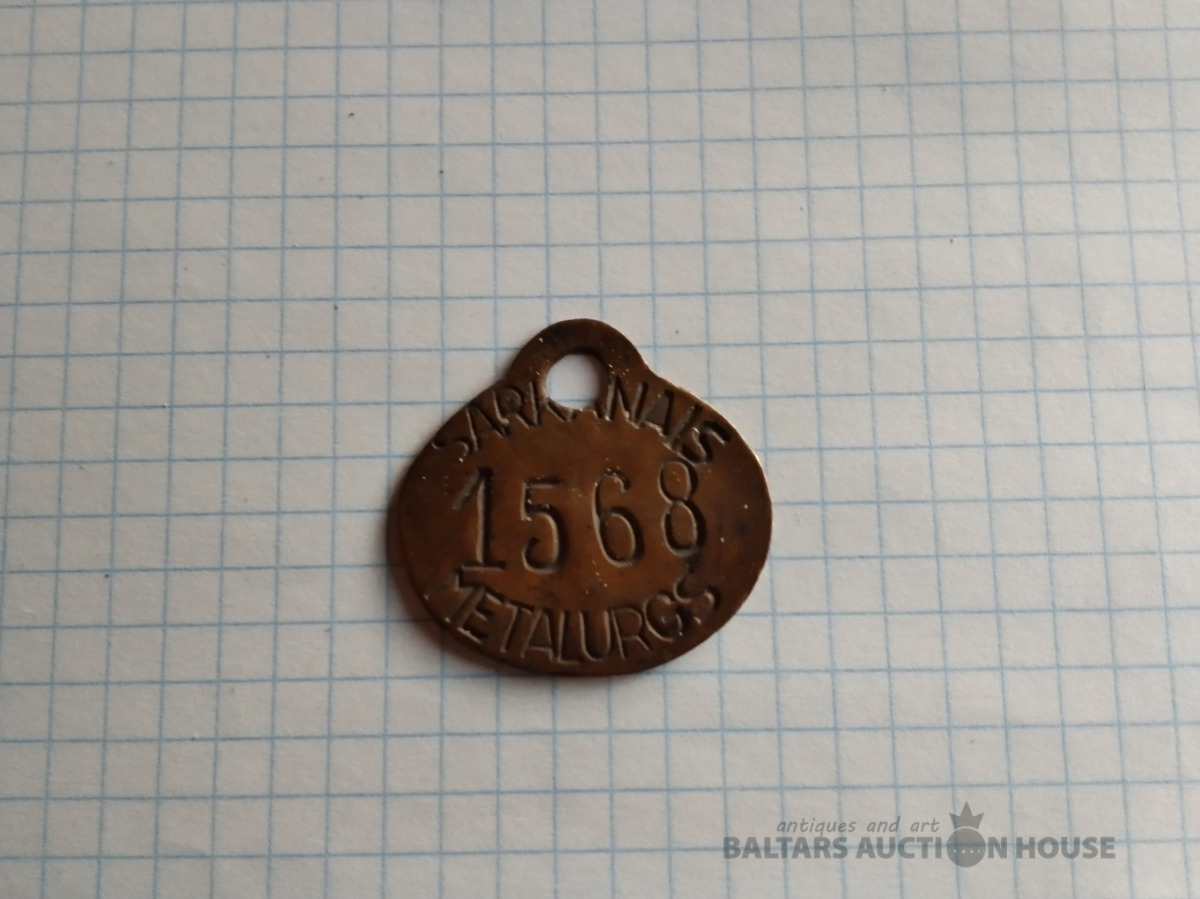 SARKANAIS
1568
METALURGS
antiques and art
BALTARS AUCTION HOUSE